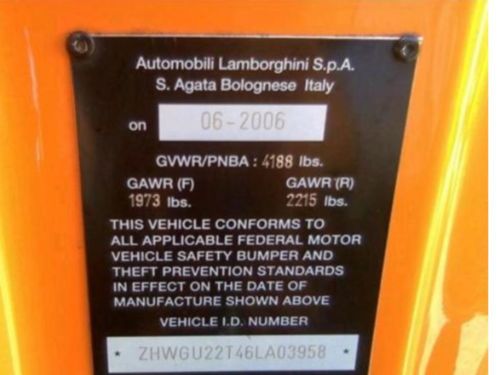 Automobili Lamborghini S.p.A.
S. Agata Bolognese Italy
on 06-2006
GVWR/PNBA : 4188 lbs.
GAWR (F) GAWR (R)
1973 lbs. 2215 lbs.
THIS VEHICLE CONFORMS TO
ALL APPLICABLE FEDERAL MOTOR
VEHICLE SAFETY BUMPER AND
THEFT PREVENTION STANDARDS
IN EFFECT ON THE DATE OF
MANUFACTURE SHOWN ABOVE
VEHICLE I.D. NUMBER
* ZHWGU22T46LA03958 *